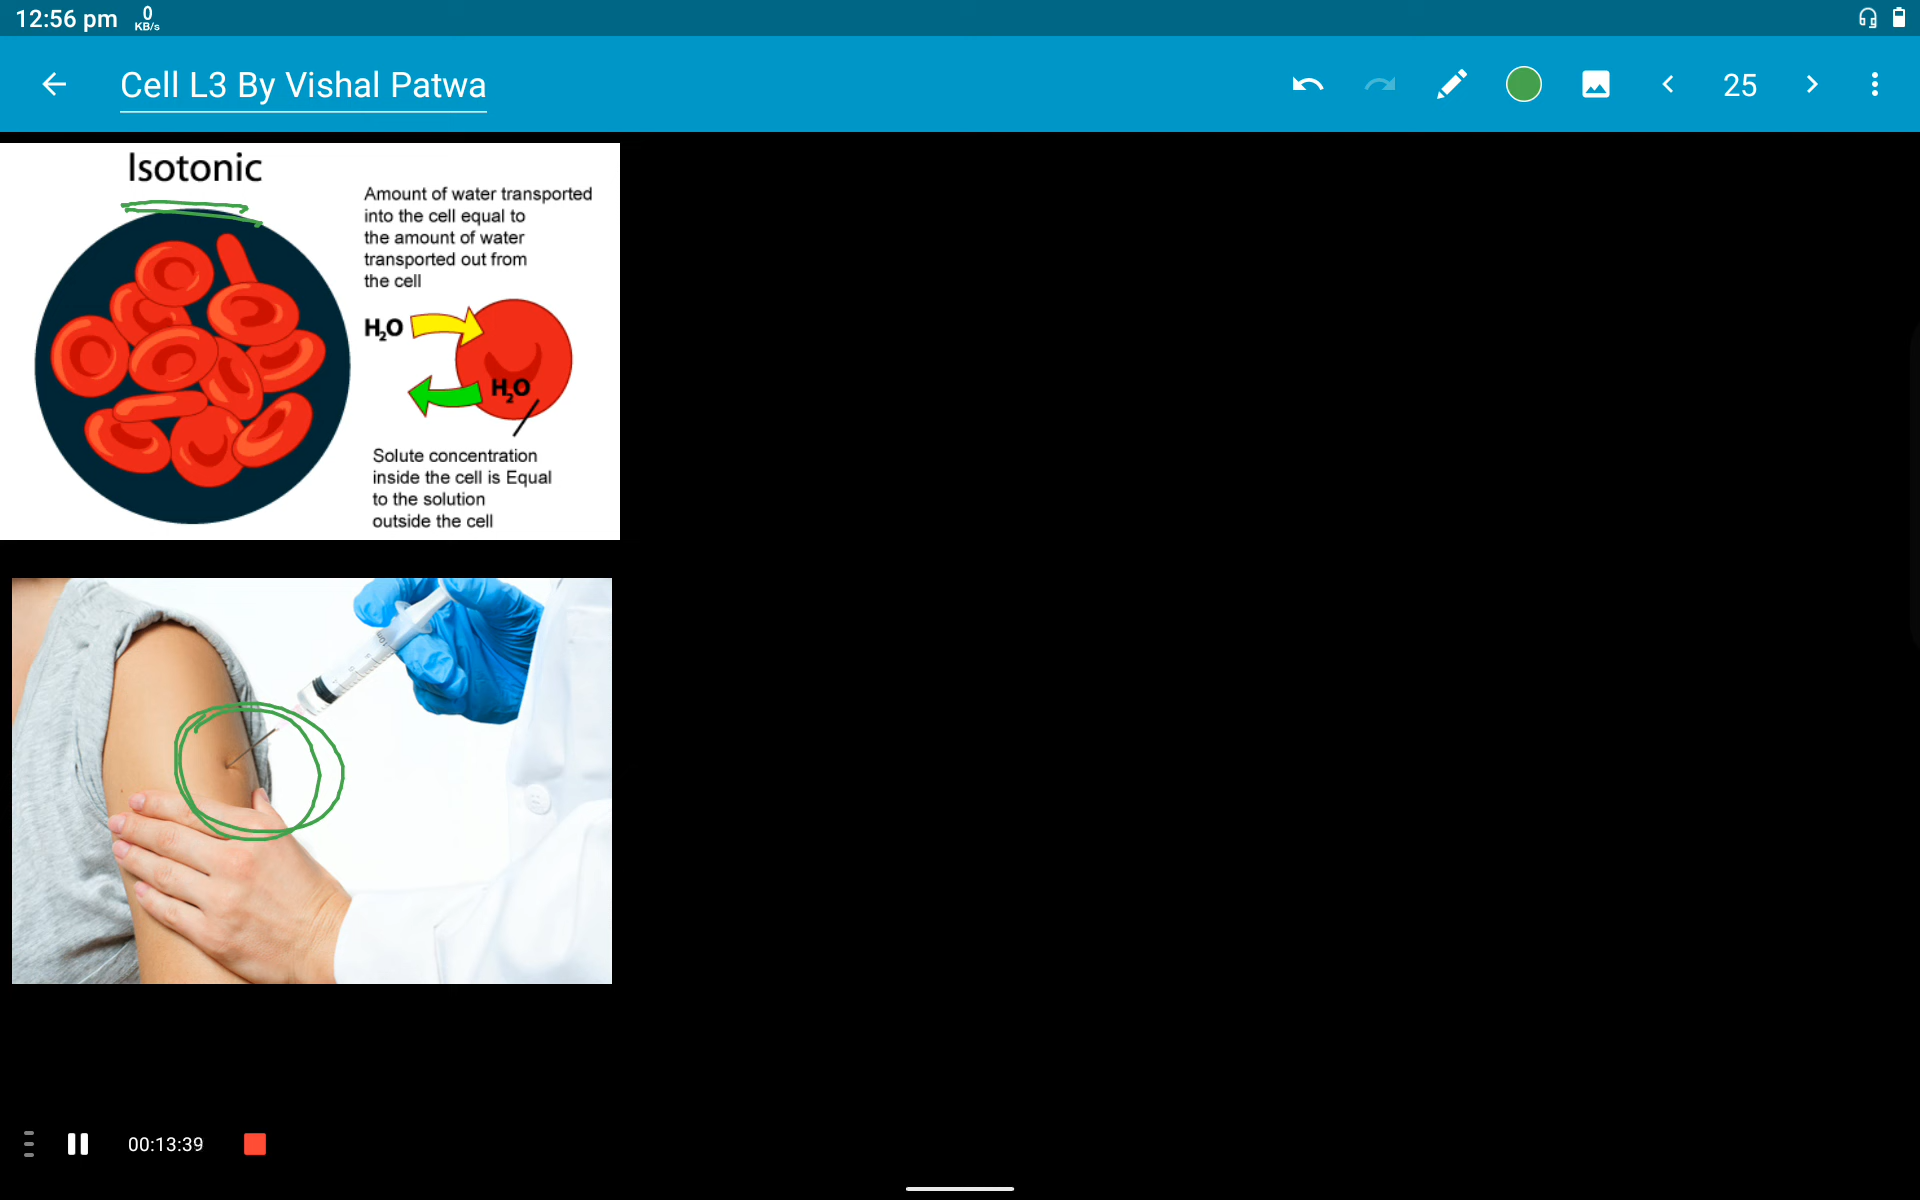 12:56 pm 0 KB/s
Cell L3 By Vishal Patwa
25
Isotonic
Amount of water transported
into the cell equal to
the amount of water
transported out from
the cell
H₂O
H₂O
Solute concentration
inside the cell is Equal
to the solution
outside the cell
00:13:39